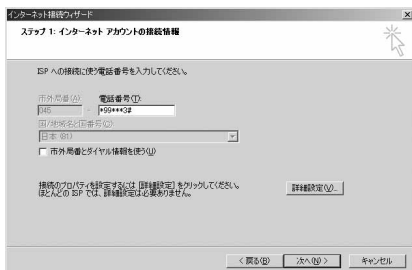 インターネット接続ウィザード
ステップ 1: インターネット アカウントの接続情報
ISP への接続に使う電話番号を入力してください。
市外局番(A): 電話番号(T):
045 - *99***3#
国/地域名と国番号(C):
日本 (81)
市外局番とダイヤル情報を使う(U)
接続のプロパティを設定するには [詳細設定] をクリックしてください。
ほとんどの ISP では、詳細設定は必要ありません。
詳細設定(V)...
< 戻る(B) 次へ(N) > キャンセル